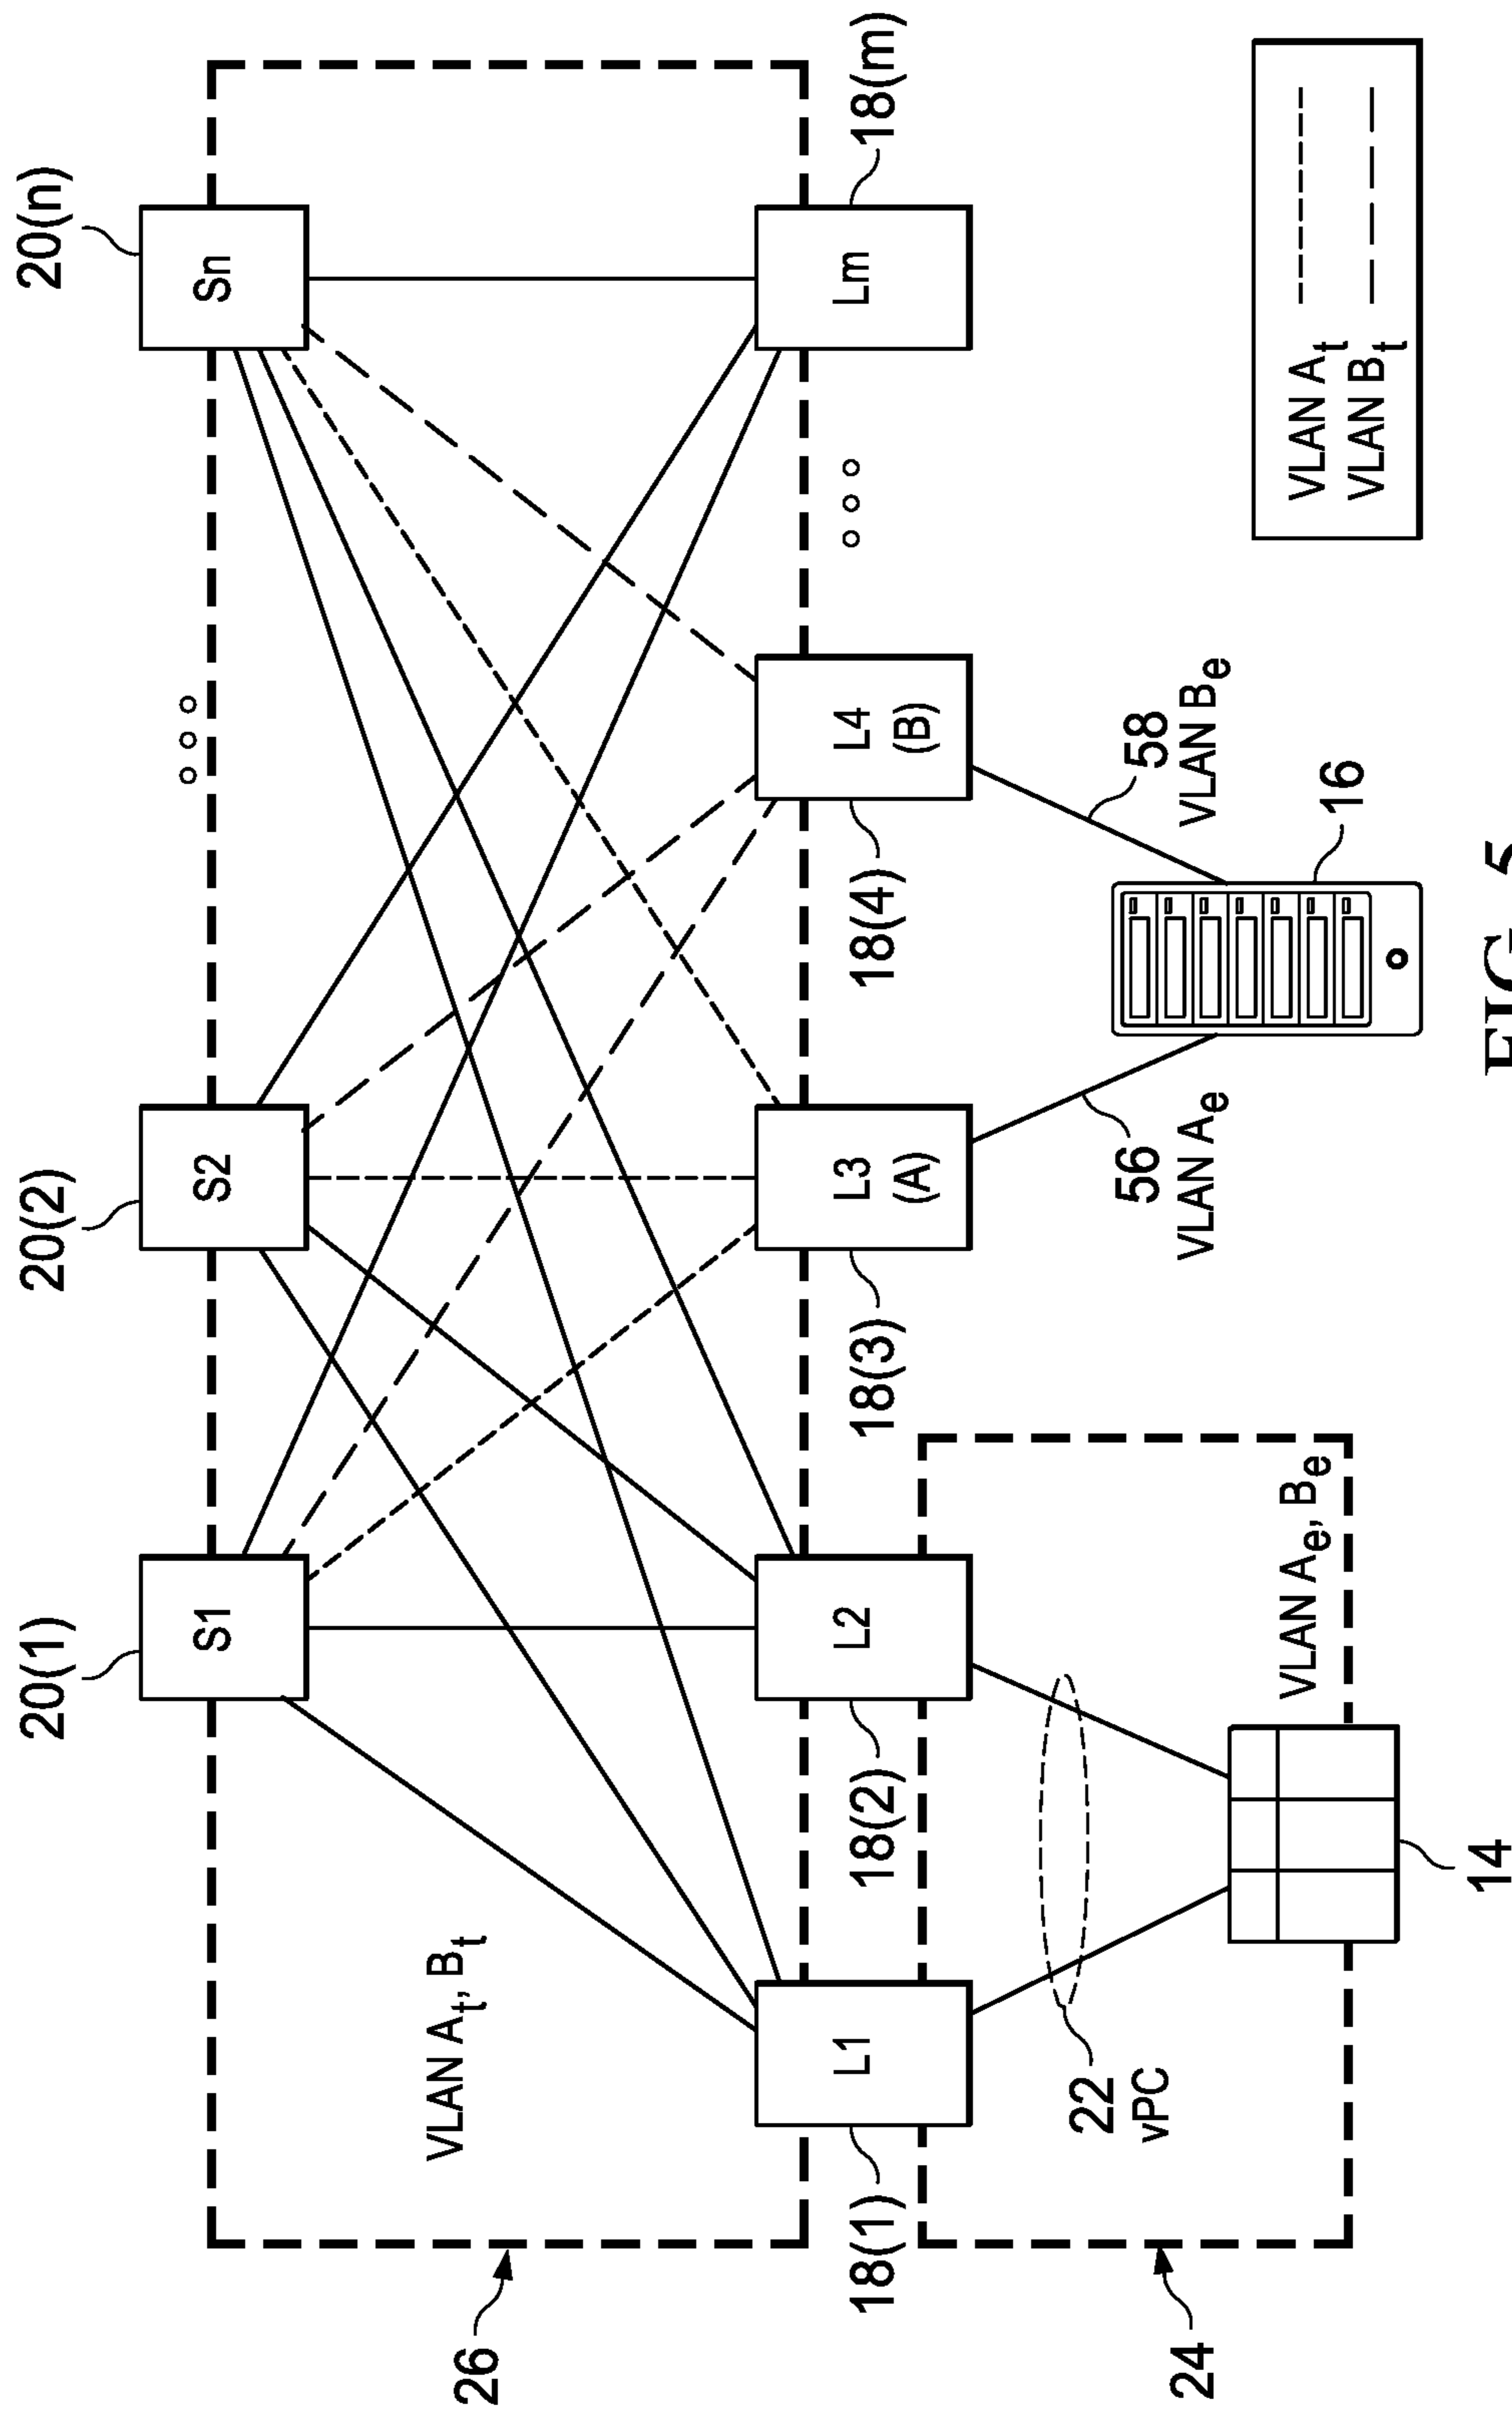 20(1)
20(2)
20(n)
S1
S2
Sn
26
VLAN At, Bt
L1
L2
L3
(A)
L4
(B)
Lm
18(1)
18(2)
18(3)
18(4)
18(m)
22
vPC
24
VLAN Ae, Be
14
56
VLAN Ae
58
VLAN Be
16
VLAN At
VLAN Bt
FIG. 5